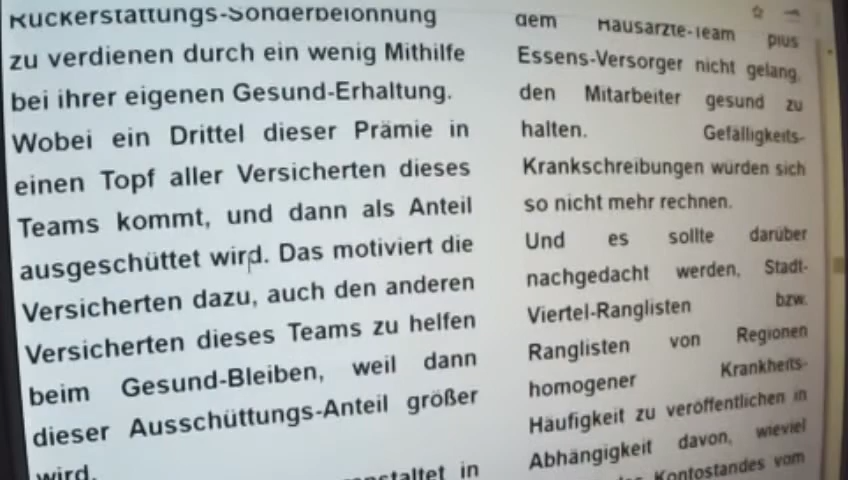 Rückerstattungs-Sonderbelohnung
zu verdienen durch ein wenig Mithilfe
bei ihrer eigenen Gesund-Erhaltung.
Wobei ein Drittel dieser Prämie in
einen Topf aller Versicherten dieses
Teams kommt, und dann als Anteil
ausgeschüttet wird. Das motiviert die
Versicherten dazu, auch den anderen
Versicherten dieses Teams zu helfen
beim Gesund-Bleiben, weil dann
dieser Ausschüttungs-Anteil größer
wird.
in
dem Hausärzte-Team plus
Essens-Versorger nicht gelang,
den Mitarbeiter gesund zu
halten. Gefälligkeits-
Krankschreibungen würden sich
so nicht mehr rechnen.
Und es sollte darüber
nachgedacht werden, Stadt-
Viertel-Ranglisten bzw.
Ranglisten von Regionen
homogener Krankheits-
Häufigkeit zu veröffentlichen in
Abhängigkeit davon, wieviel
Kontostandes vom